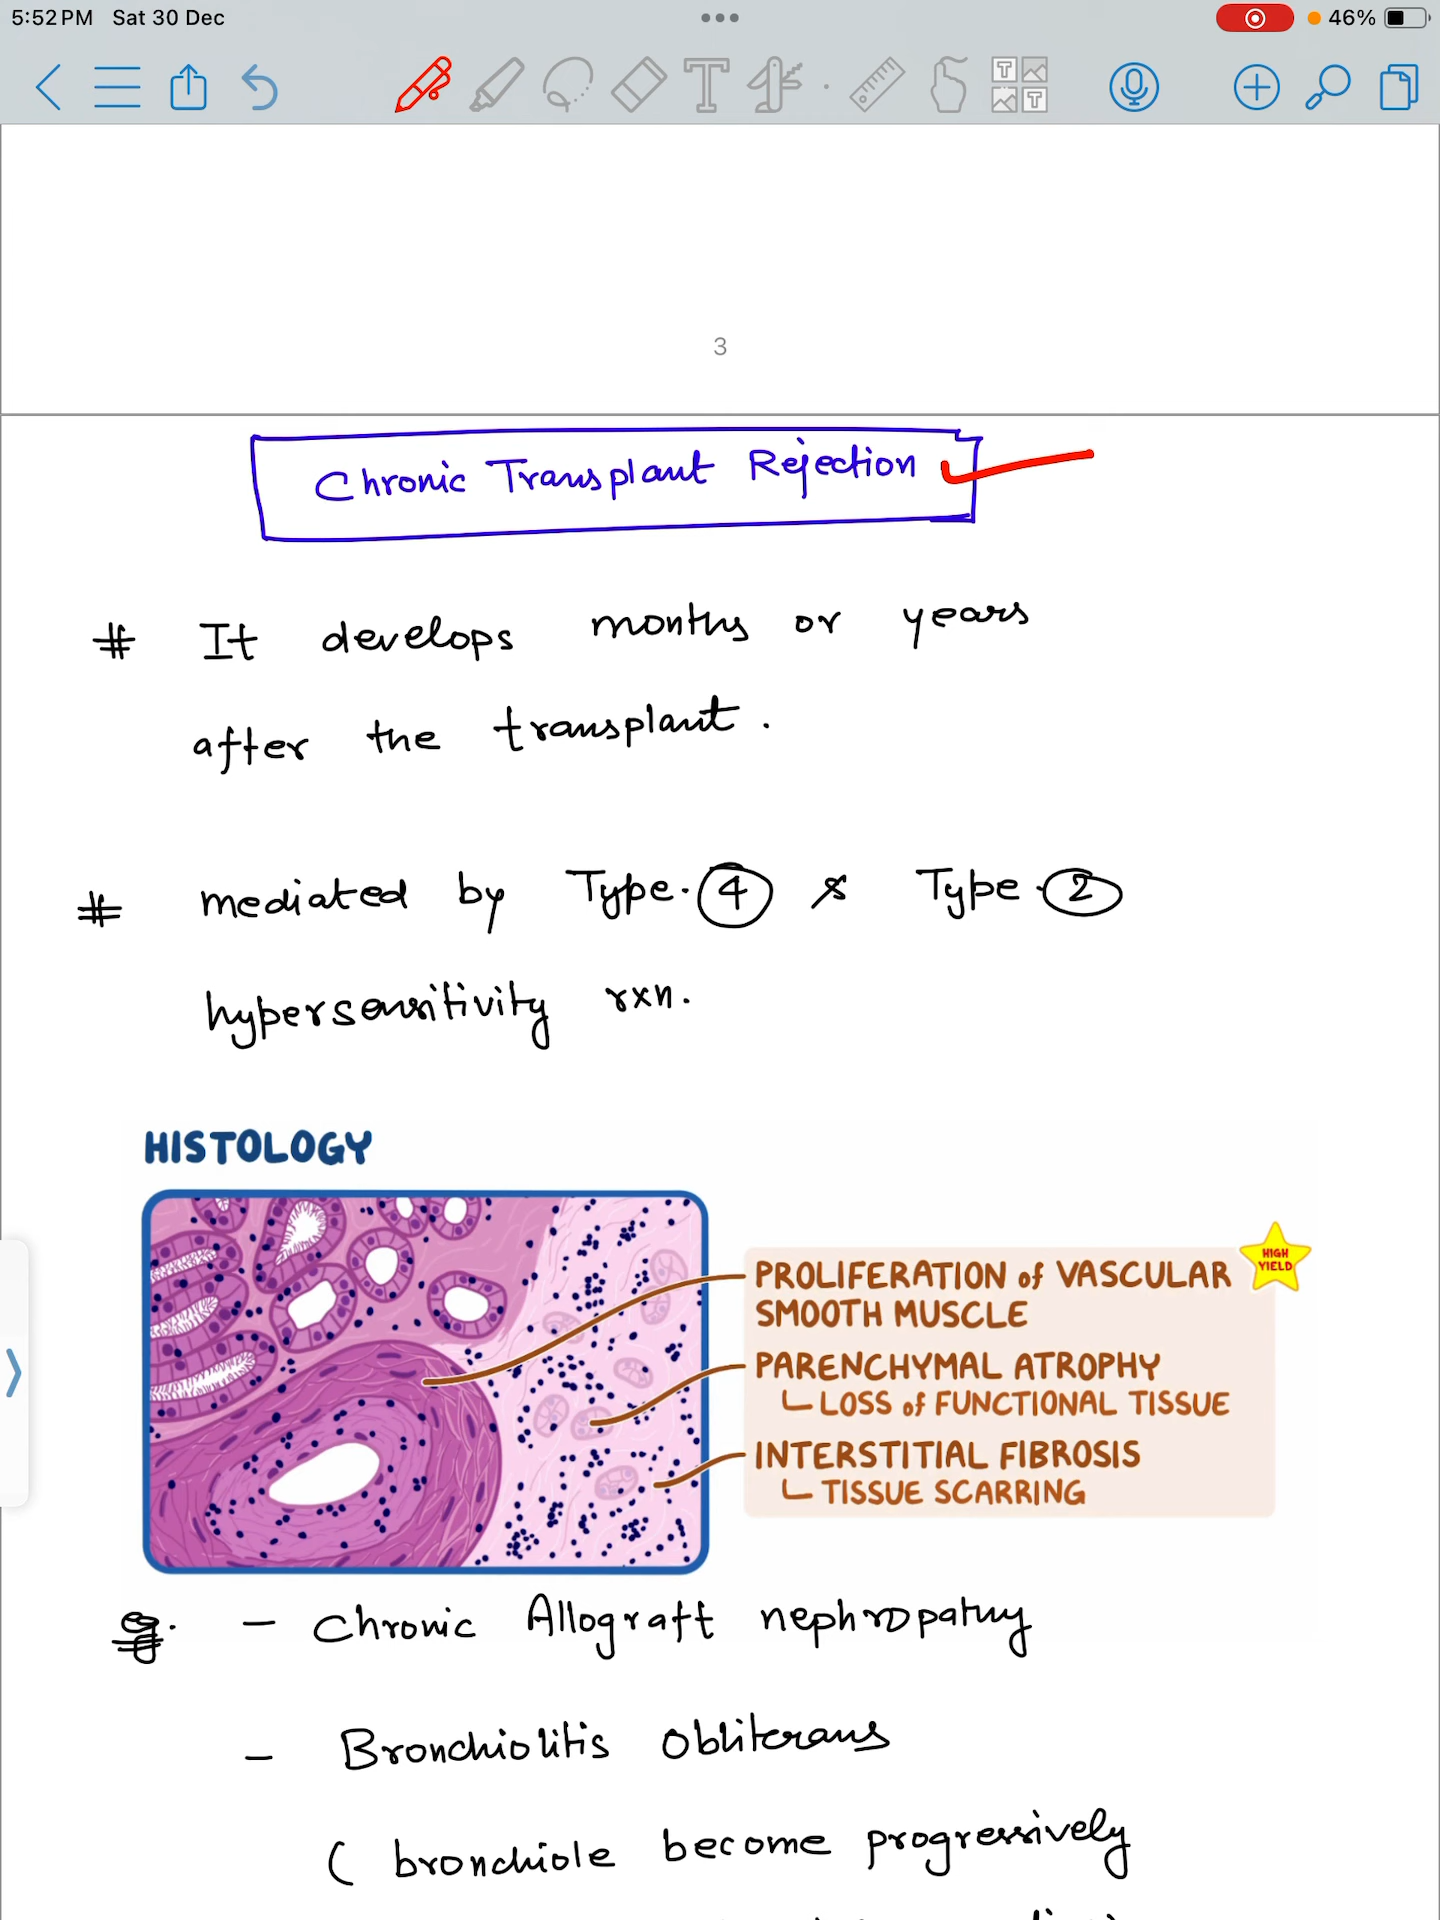 5:52 PM Sat 30 Dec
46%
3
Chronic Transplant Rejection
# It develops months or years
after the transplant.
# mediated by Type-4 & Type-2
hypersensitivity rxn.
HISTOLOGY
HIGH
YIELD
PROLIFERATION of VASCULAR
SMOOTH MUSCLE
PARENCHYMAL ATROPHY
LOSS of FUNCTIONAL TISSUE
INTERSTITIAL FIBROSIS
TISSUE SCARRING
eg. - Chronic Allograft nephropathy
- Bronchiolitis obliterans
( bronchiole become progressively